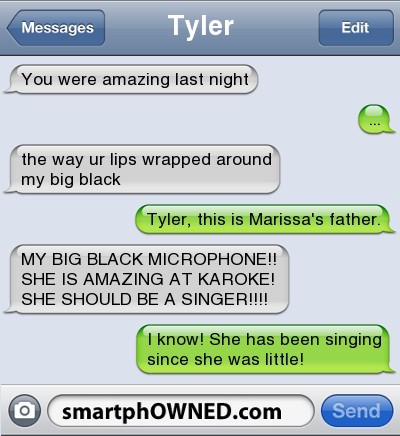 Messages
Tyler
Edit
You were amazing last night
...
the way ur lips wrapped around
my big black
Tyler, this is Marissa's father.
MY BIG BLACK MICROPHONE!!
SHE IS AMAZING AT KAROKE!
SHE SHOULD BE A SINGER!!!!
I know! She has been singing
since she was little!
smartphOWNED.com
Send